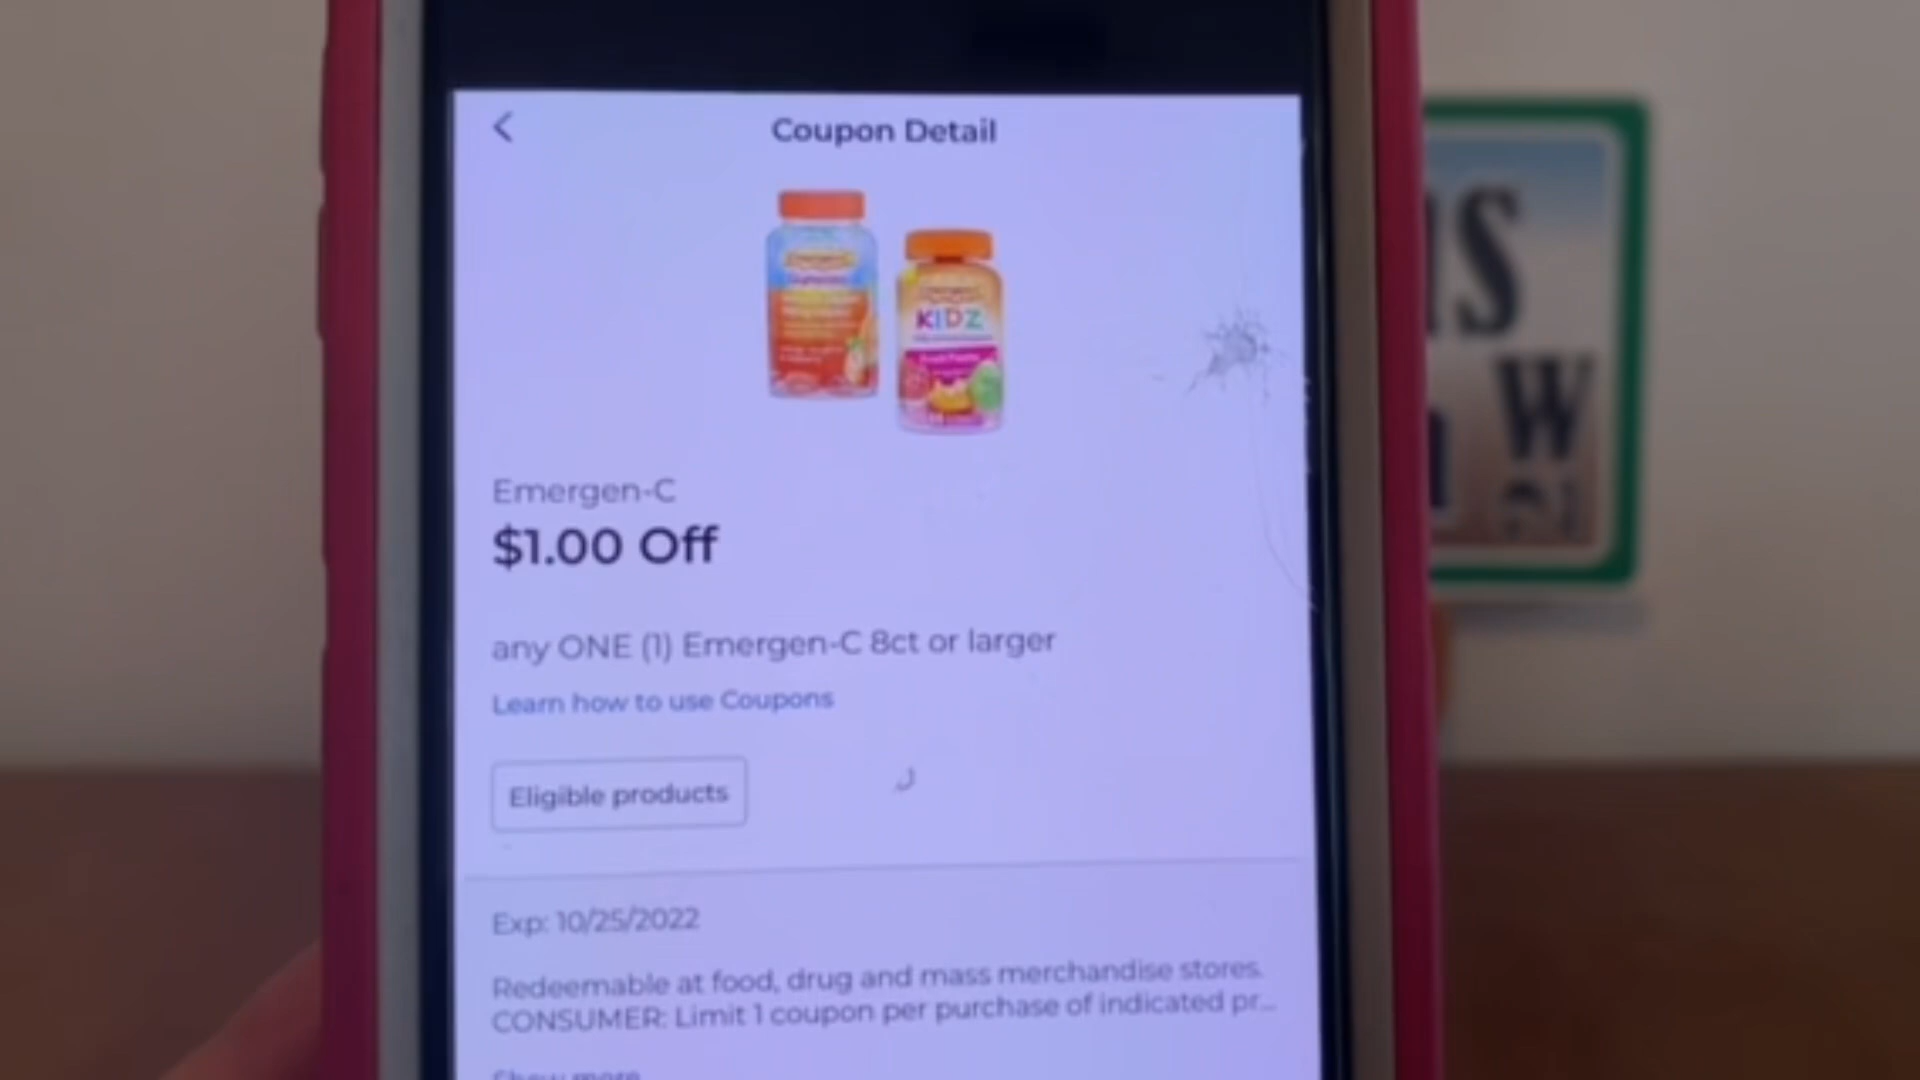 Coupon Detail
KIDZ
Emergen-C
$1.00 Off
any ONE (1) Emergen-C 8ct or larger
Learn how to use Coupons
Eligible products
Exp: 10/25/2022
Redeemable at food, drug and mass merchandise stores.
CONSUMER: Limit 1 coupon per purchase of indicated pr...
Show more
S
W